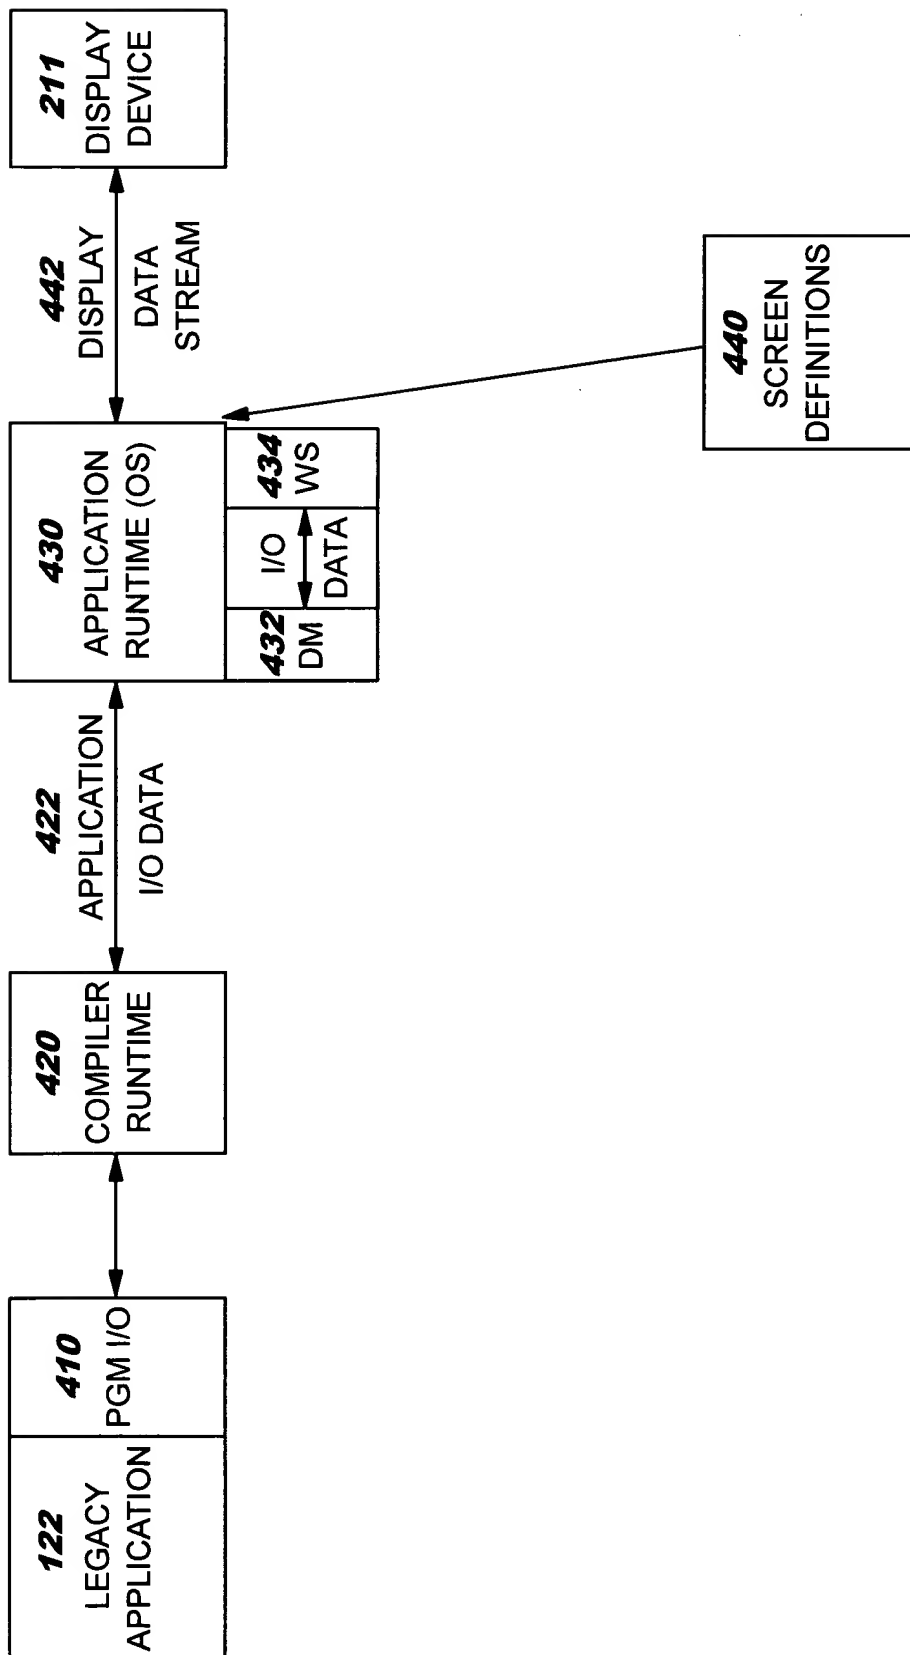 122
LEGACY
APPLICATION
410
PGM I/O
420
COMPILER
RUNTIME
422
APPLICATION
I/O DATA
430
APPLICATION
RUNTIME (OS)
432
DM
I/O
DATA
434
WS
442
DISPLAY
DATA
STREAM
211
DISPLAY
DEVICE
440
SCREEN
DEFINITIONS